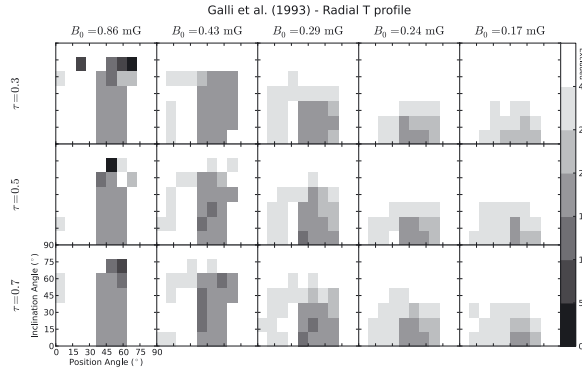 Galli et al. (1993) - Radial T profile
B₀ = 0.86 mG B₀ = 0.43 mG B₀ = 0.29 mG B₀ = 0.24 mG B₀ = 0.17 mG
τ=0.3
τ=0.5
τ=0.7
Inclination Angle (°)
90
75
60
45
30
15
0
0 15 30 45 60 75 90
Position Angle (°)